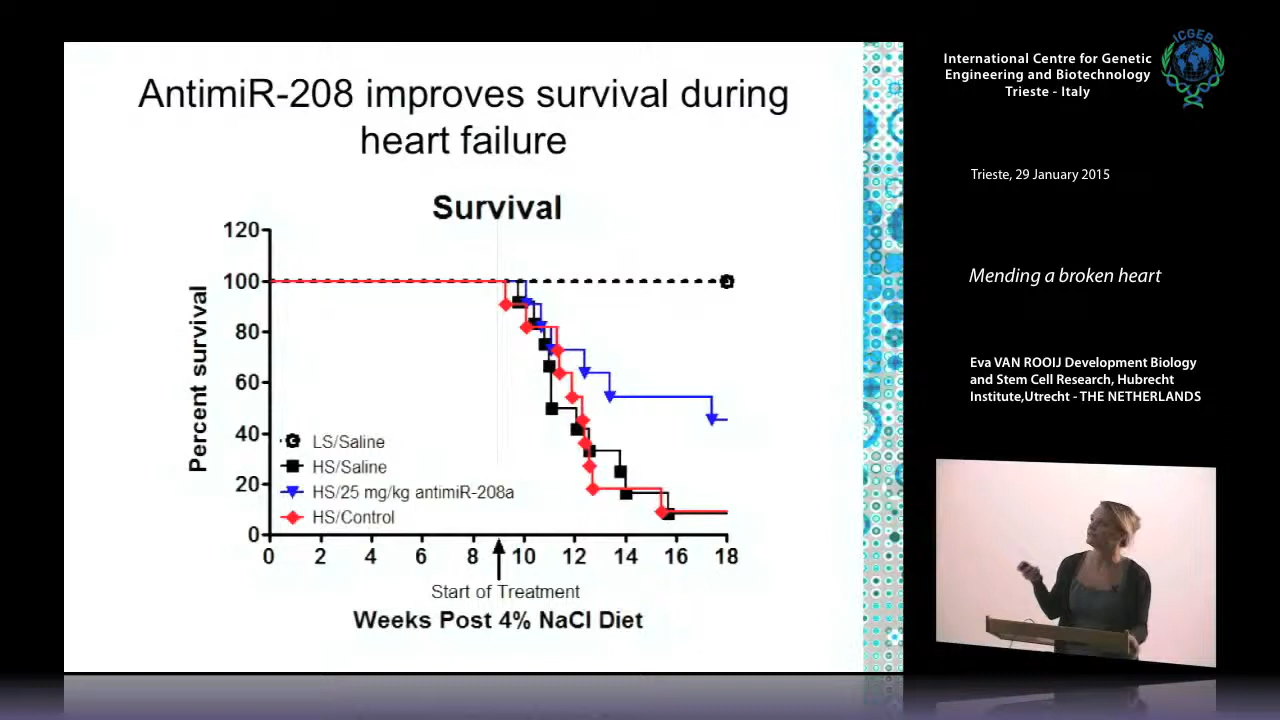 AntimiR-208 improves survival during
heart failure
Survival
Percent survival
120
100
80
60
40
20
0
LS/Saline
HS/Saline
HS/25 mg/kg antimiR-208a
HS/Control
0 2 4 6 8 10 12 14 16 18
Start of Treatment
Weeks Post 4% NaCl Diet
ICGEB
International Centre for Genetic
Engineering and Biotechnology
Trieste - Italy
Trieste, 29 January 2015
Mending a broken heart
Eva VAN ROOIJ Development Biology
and Stem Cell Research, Hubrecht
Institute,Utrecht - THE NETHERLANDS